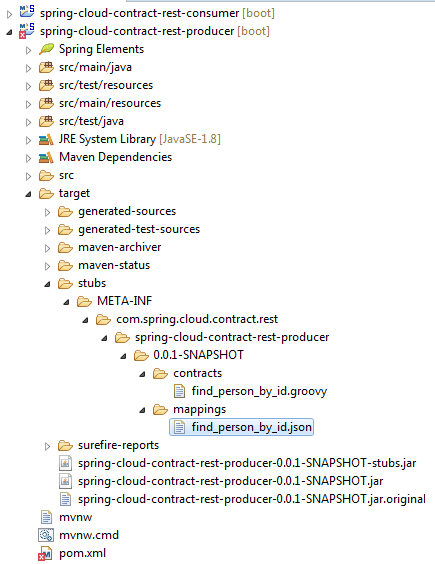 spring-cloud-contract-rest-consumer [boot]
spring-cloud-contract-rest-producer [boot]
Spring Elements
src/main/java
src/test/resources
src/main/resources
src/test/java
JRE System Library [JavaSE-1.8]
Maven Dependencies
src
target
generated-sources
generated-test-sources
maven-archiver
maven-status
stubs
META-INF
com.spring.cloud.contract.rest
spring-cloud-contract-rest-producer
0.0.1-SNAPSHOT
contracts
find_person_by_id.groovy
mappings
find_person_by_id.json
surefire-reports
spring-cloud-contract-rest-producer-0.0.1-SNAPSHOT-stubs.jar
spring-cloud-contract-rest-producer-0.0.1-SNAPSHOT.jar
spring-cloud-contract-rest-producer-0.0.1-SNAPSHOT.jar.original
mvnw
mvnw.cmd
pom.xml